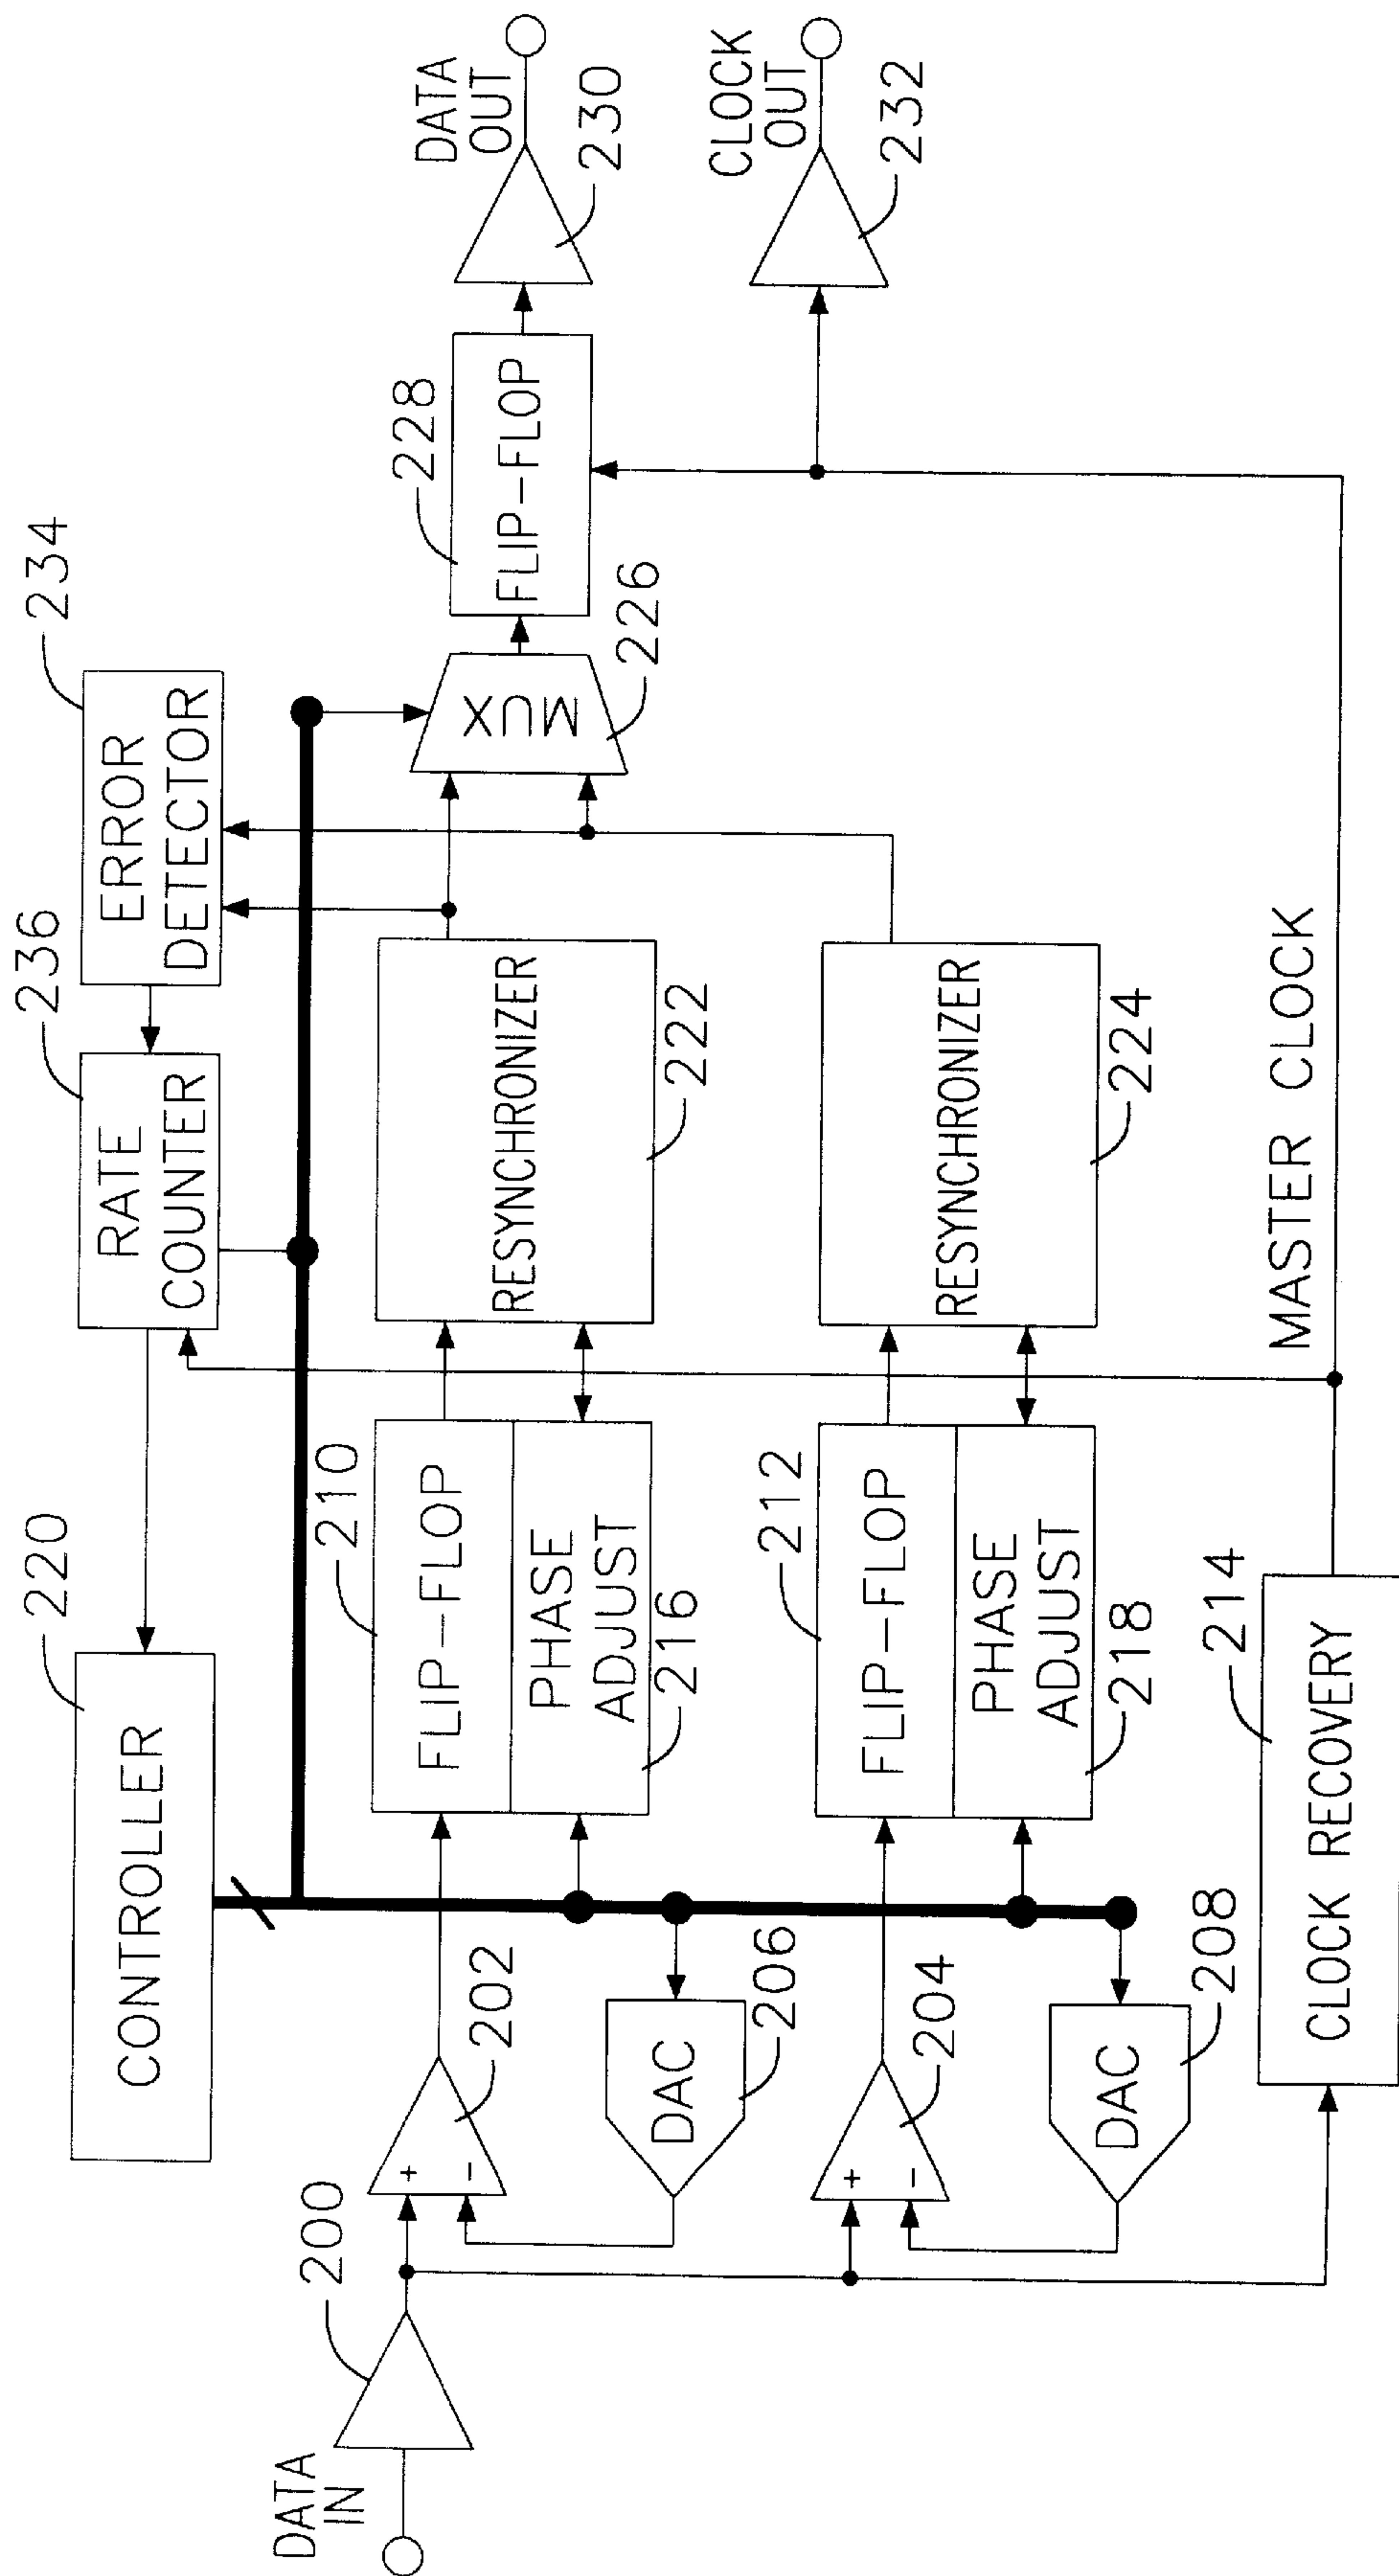 220
CONTROLLER
236
RATE
COUNTER
234
ERROR
DETECTOR
DATA
IN
200
+
-
202
DAC
206
210
FLIP-FLOP
PHASE
ADJUST
216
RESYNCHRONIZER
222
MUX
226
228
FLIP-FLOP
DATA
OUT
230
+
-
204
DAC
208
212
FLIP-FLOP
PHASE
ADJUST
218
RESYNCHRONIZER
224
CLOCK
OUT
232
214
CLOCK RECOVERY
MASTER CLOCK